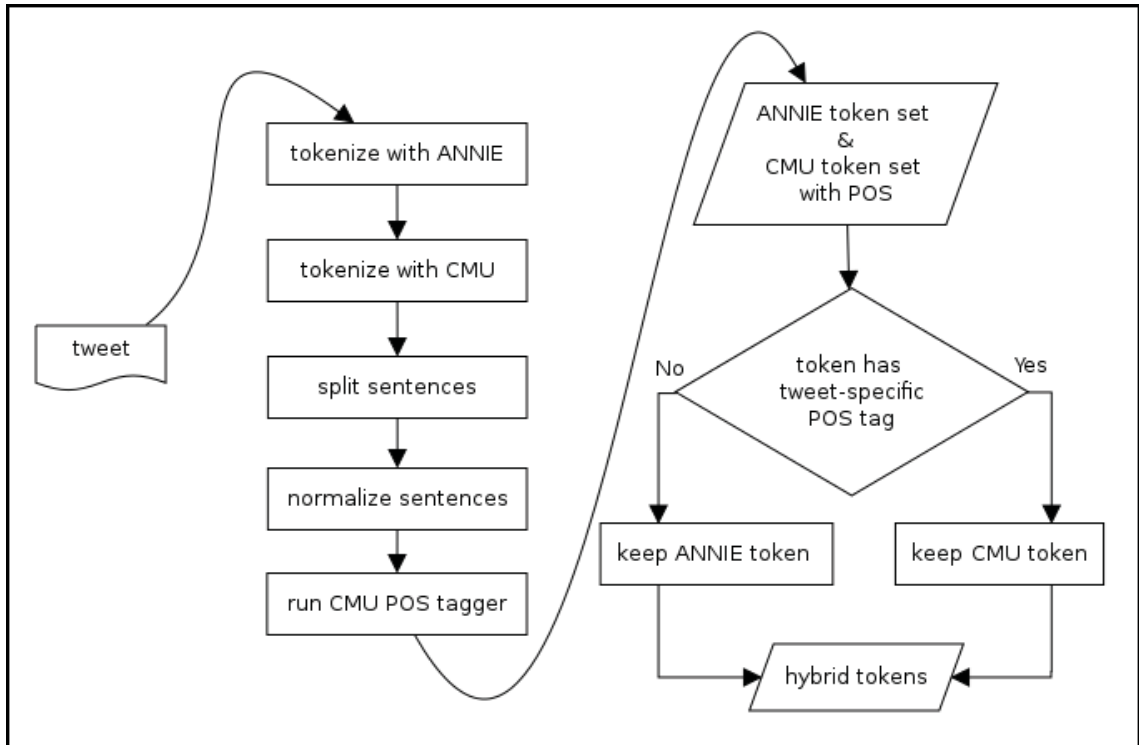 tweet
tokenize with ANNIE
tokenize with CMU
split sentences
normalize sentences
run CMU POS tagger
ANNIE token set
&
CMU token set
with POS
token has
tweet-specific
POS tag
No
Yes
keep ANNIE token
keep CMU token
hybrid tokens